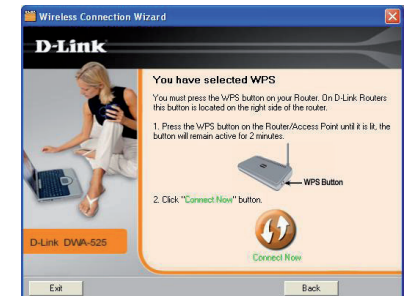 Wireless Connection Wizard
D-Link
You have selected WPS
You must press the WPS button on your Router. On D-Link Routers
this button is located on the right side of the router.
1. Press the WPS button on the Router/Access Point until it is lit, the
button will remain active for 2 minutes.
WPS Button
2. Click "Connect Now" button.
D-Link DWA-525
Connect Now
Exit
Back